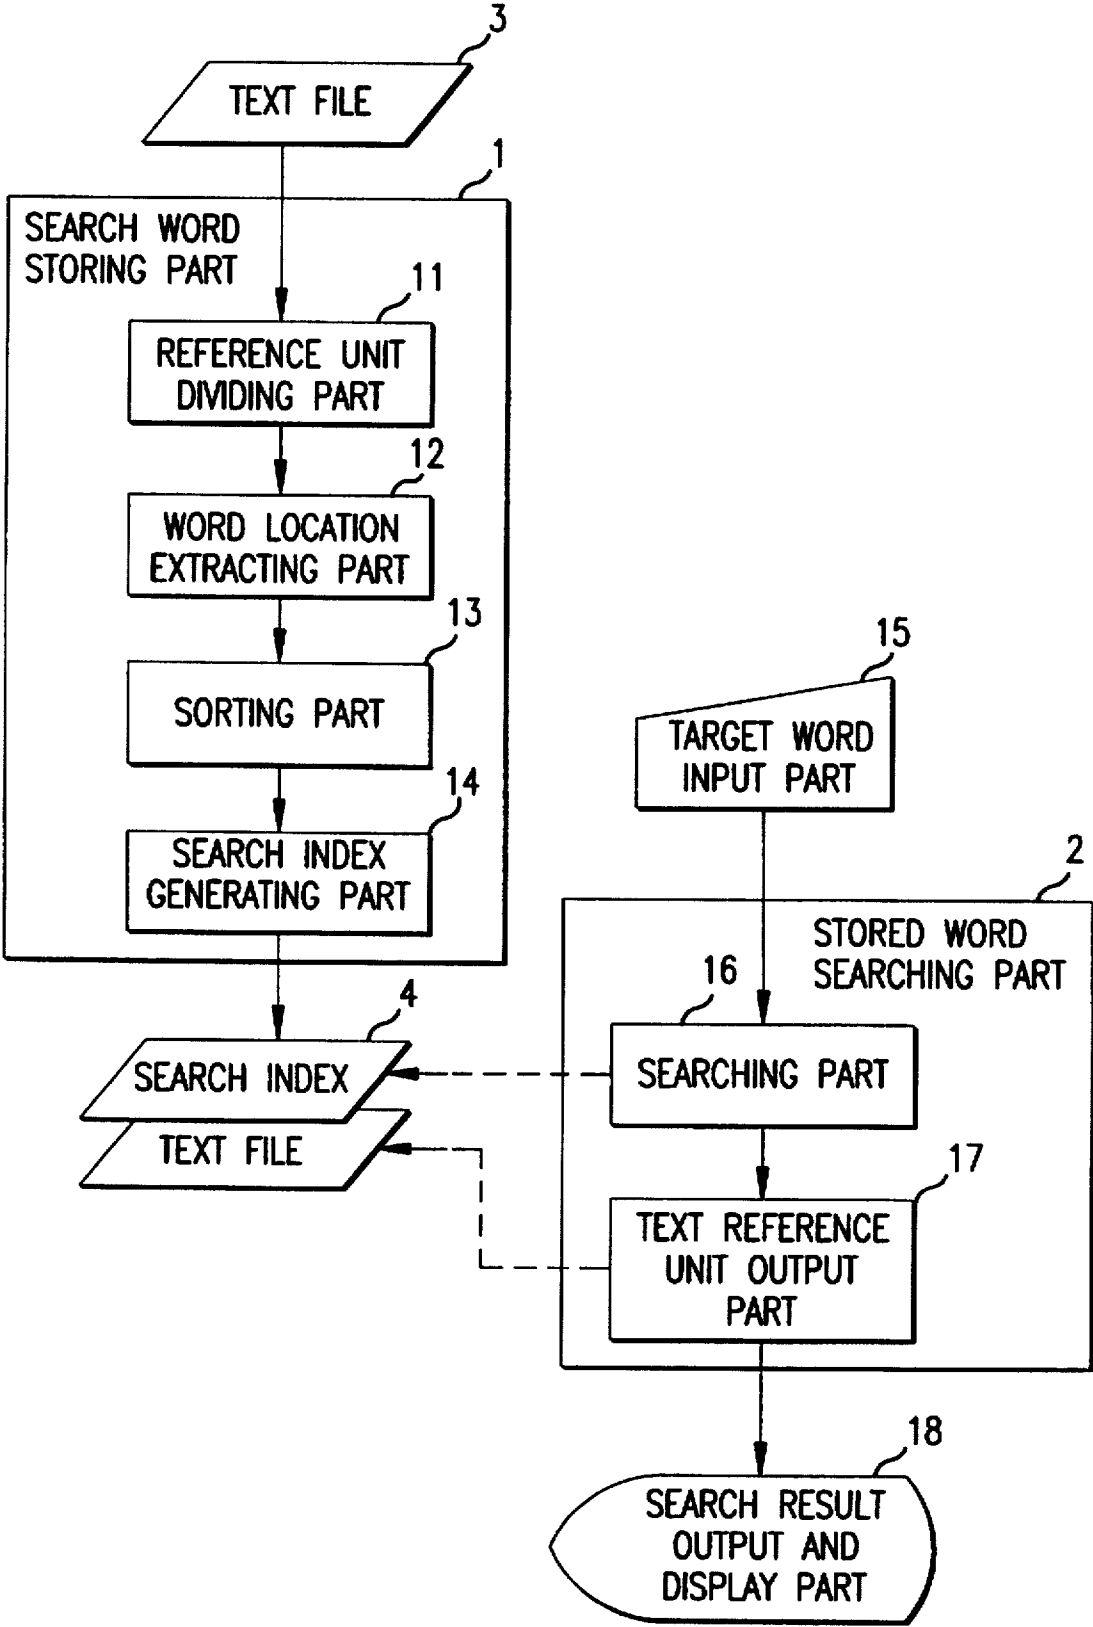 3
TEXT FILE
1
SEARCH WORD
STORING PART
11
REFERENCE UNIT
DIVIDING PART
12
WORD LOCATION
EXTRACTING PART
13
SORTING PART
14
SEARCH INDEX
GENERATING PART
4
SEARCH INDEX
TEXT FILE
15
TARGET WORD
INPUT PART
2
STORED WORD
SEARCHING PART
16
SEARCHING PART
17
TEXT REFERENCE
UNIT OUTPUT
PART
18
SEARCH RESULT
OUTPUT AND
DISPLAY PART